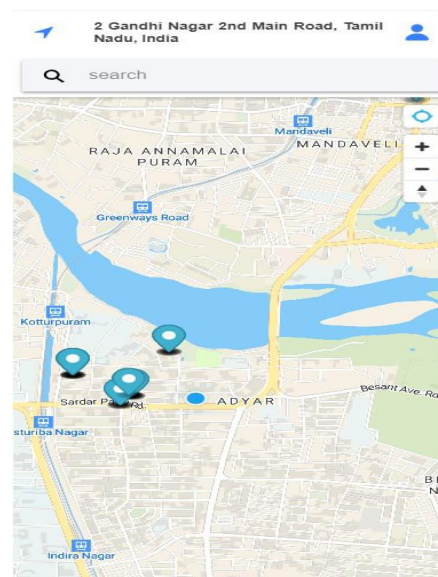 2 Gandhi Nagar 2nd Main Road, Tamil
Nadu, India
search
Mandaveli
RAJA ANNAMALAI
PURAM
MANDAVELI
Greenways Road
Kotturpuram
Besant Ave. Rd
Sardar Pa
Rd.
ADYAR
sturiba Nagar
B
N
Indira Nagar